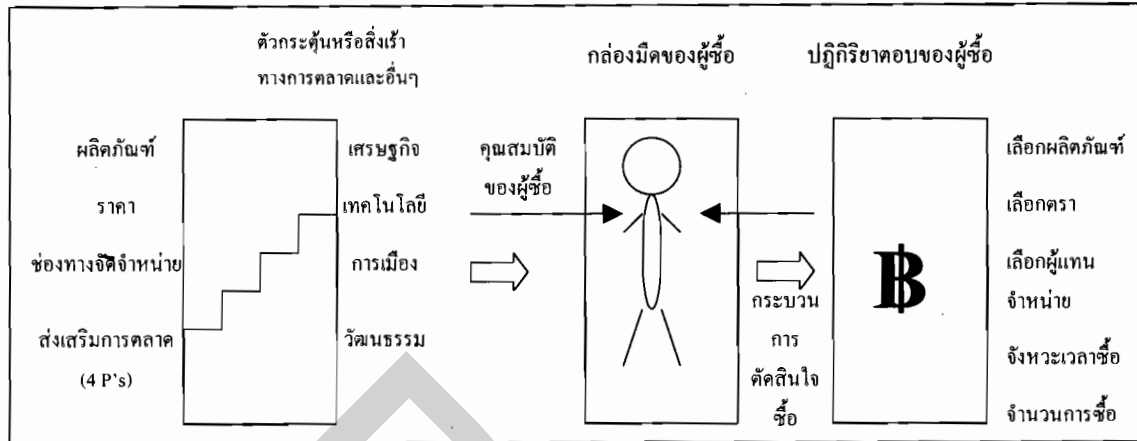 ตัวกระตุ้นหรือสิ่งเร้า
ทางการตลาดและอื่นๆ
กล่องมืดของผู้ซื้อ
ปฏิกิริยาตอบของผู้ซื้อ
ผลิตภัณฑ์
ราคา
ช่องทางจัดจำหน่าย
ส่งเสริมการตลาด
(4 P's)
เศรษฐกิจ
เทคโนโลยี
การเมือง
วัฒนธรรม
คุณสมบัติ
ของผู้ซื้อ
กระบวน
การ
ตัดสินใจ
ซื้อ
฿
เลือกผลิตภัณฑ์
เลือกตรา
เลือกผู้แทน
จำหน่าย
จังหวะเวลาซื้อ
จำนวนการซื้อ